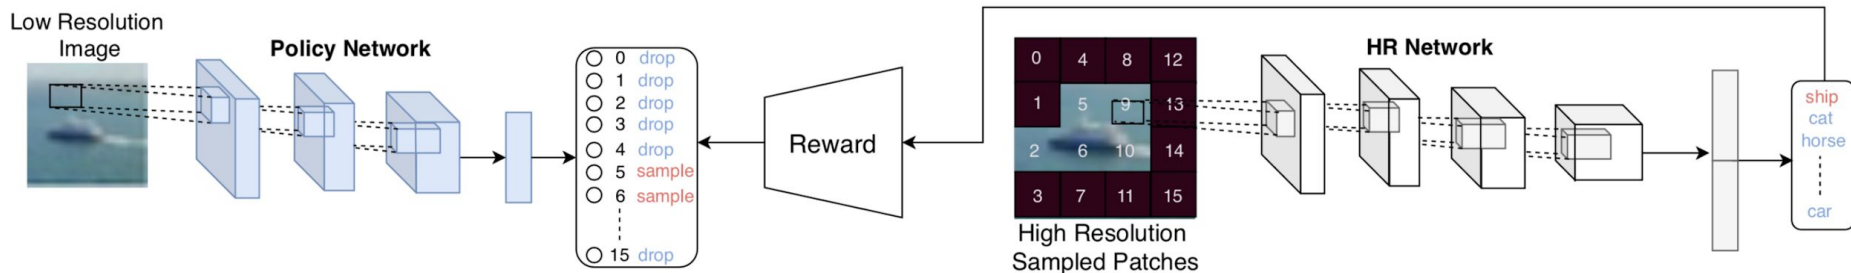 Low Resolution
Image
Policy Network
0 drop
1 drop
2 drop
3 drop
4 drop
5 sample
6 sample
15 drop
Reward
0 4 8 12
1 5 9 13
2 6 10 14
3 7 11 15
High Resolution
Sampled Patches
HR Network
ship
cat
horse
car